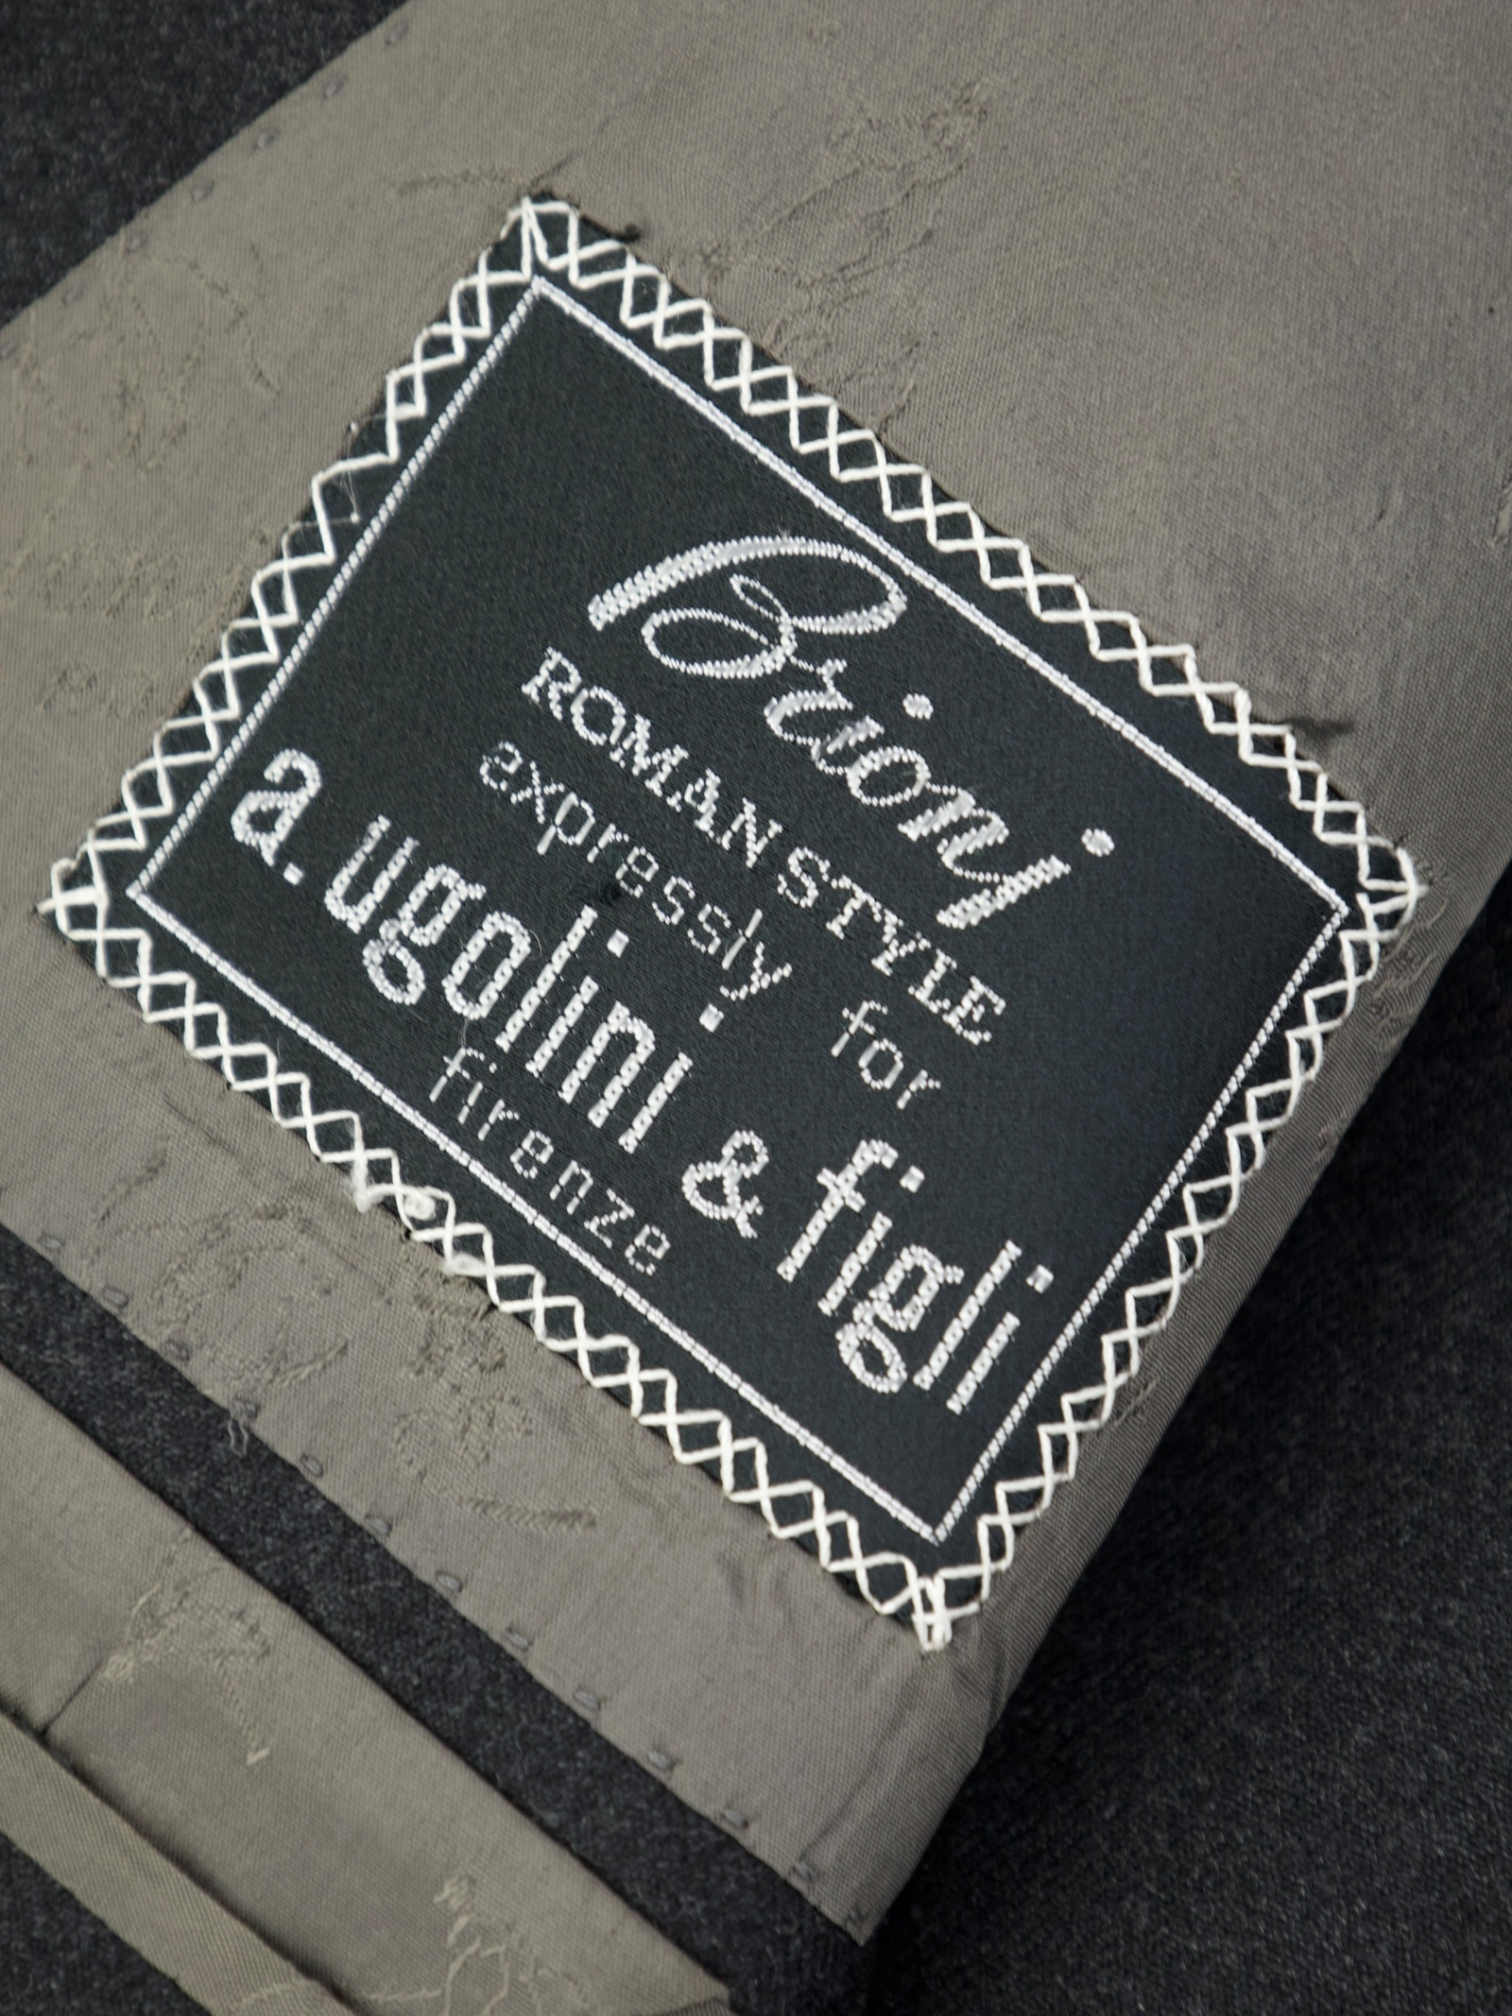 Brioni
ROMAN STYLE
expressly for
a. ugolini & figli
firenze